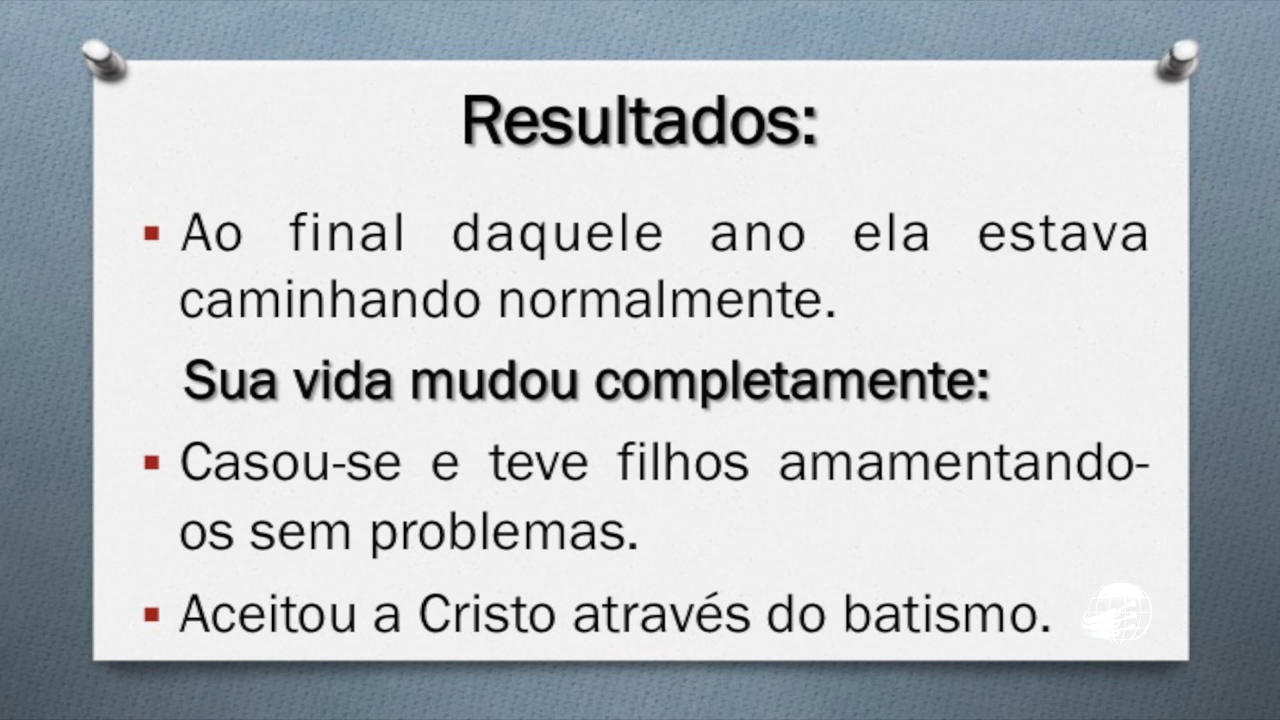 Resultados:
Ao final daquele ano ela estava
caminhando normalmente.
Sua vida mudou completamente:
Casou-se e teve filhos amamentando-
os sem problemas.
Aceitou a Cristo através do batismo.